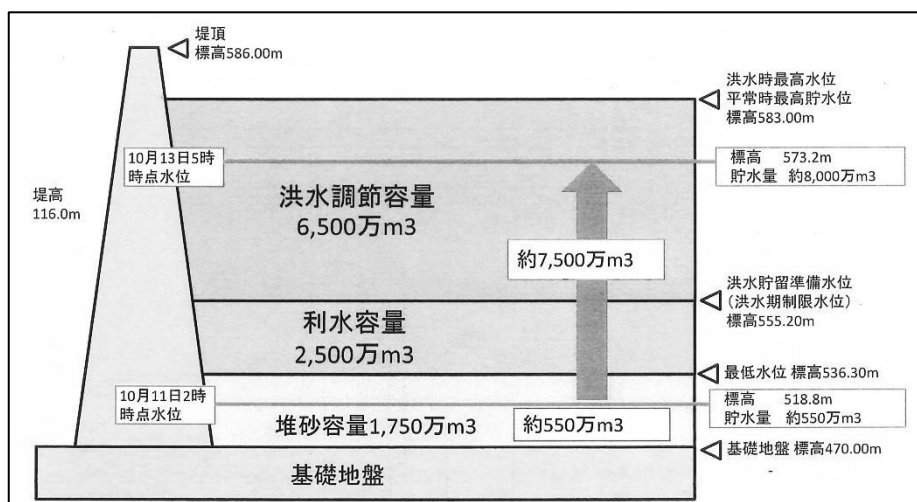 堤頂
標高586.00m
洪水時最高水位
平常時最高貯水位
標高583.00m
10月13日5時
時点水位
標高 573.2m
貯水量 約8,000万m3
堤高
116.0m
洪水調節容量
6,500万m3
約7,500万m3
洪水貯留準備水位
(洪水期制限水位)
標高555.20m
利水容量
2,500万m3
最低水位 標高536.30m
10月11日2時
時点水位
標高 518.8m
貯水量 約550万m3
堆砂容量1,750万m3
約550万m3
基礎地盤 標高470.00m
基礎地盤